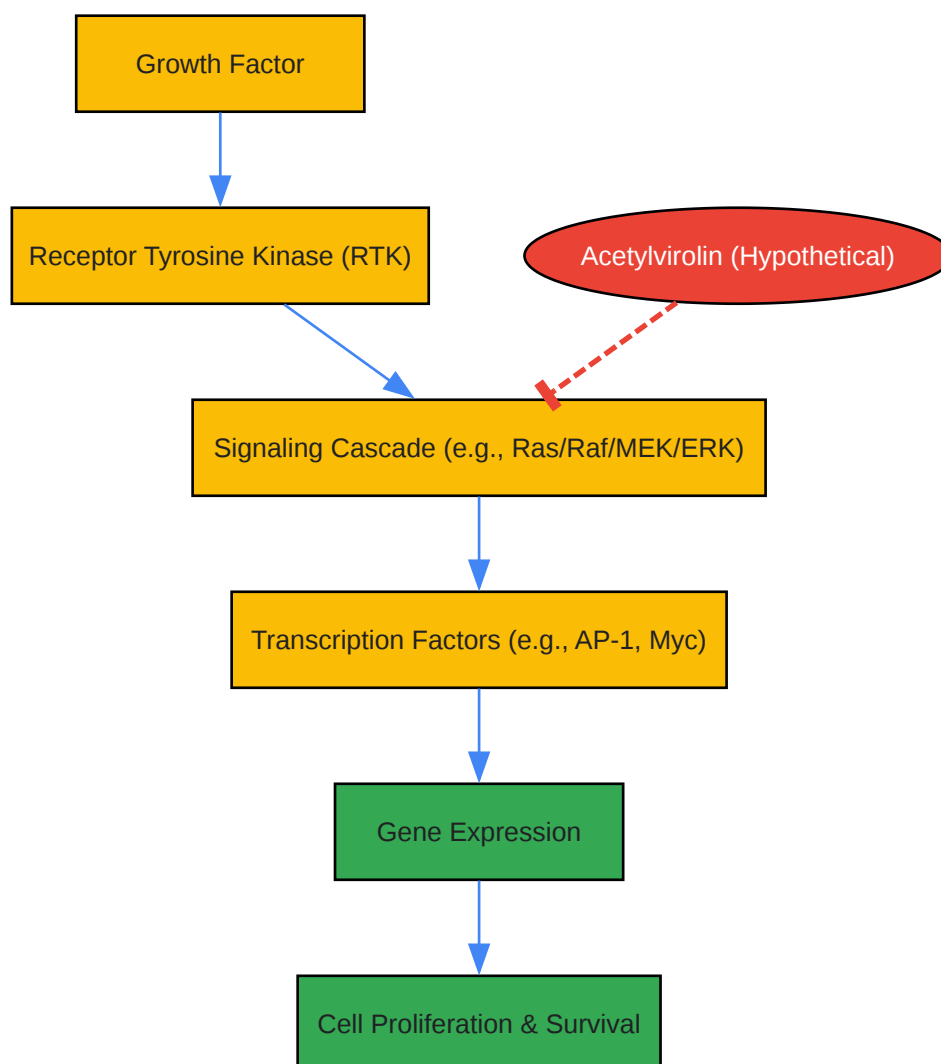 Growth Factor
Receptor Tyrosine Kinase (RTK)
Acetylvirolin (Hypothetical)
Signaling Cascade (e.g., Ras/Raf/MEK/ERK)
Transcription Factors (e.g., AP-1, Myc)
Gene Expression
Cell Proliferation & Survival